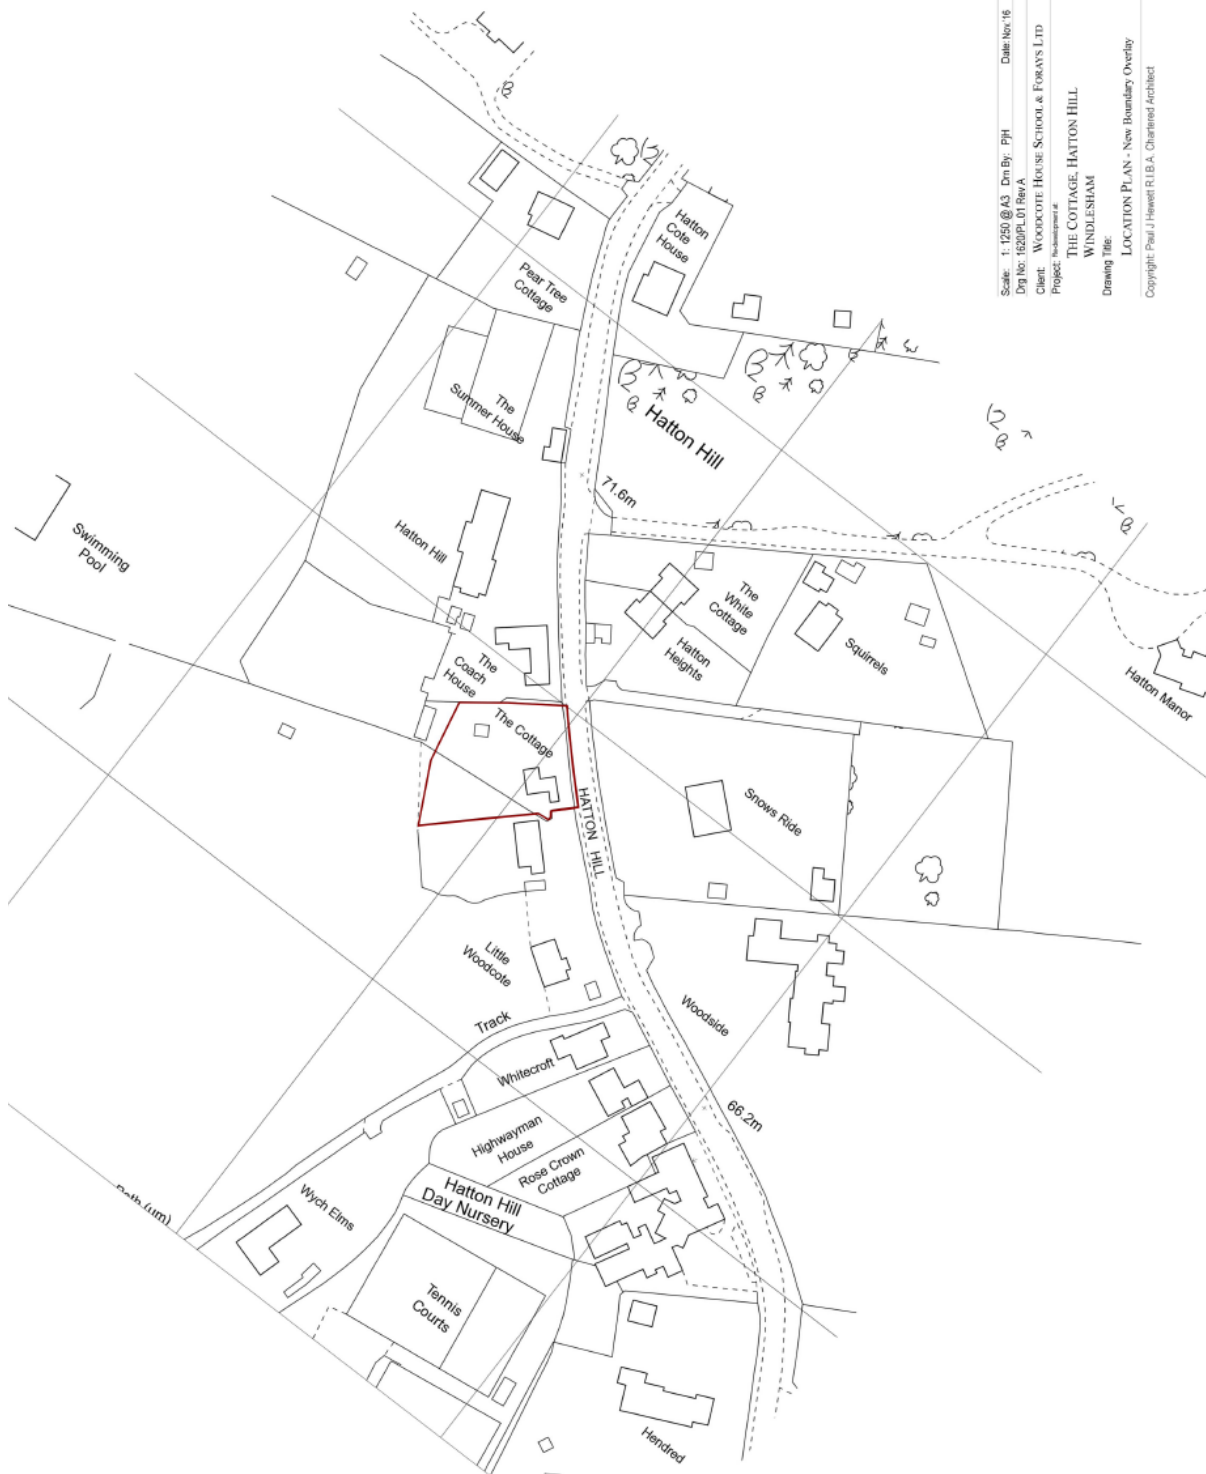 Scale: 1: 1250 @ A3 Drn By: PJH Date: Nov.'16
Drg No: 1620/PL.01 Rev A
Client: WOODCOTE HOUSE SCHOOL & FORAYS LTD
Project: Re-development at:
THE COTTAGE, HATTON HILL
WINDLESHAM
Drawing Title:
LOCATION PLAN - New Boundary Overlay
Copyright: Paul J Hewett R.I.B.A. Chartered Architect
Hatton
Cote
House
Pear Tree
Cottage
The
Summer House
Hatton Hill
71.6m
Swimming
Pool
Hatton Hill
The
White
Cottage
Hatton
Heights
Squirrels
Hatton Manor
The
Coach
House
The Cottage
HATTON HILL
Snows Ride
Little
Woodcote
Woodside
Track
Whitecroft
66.2m
Highwayman
House
Rose Crown
Cottage
Hatton Hill
Day Nursery
Wych Elms
Path (um)
Tennis
Courts
Hendred